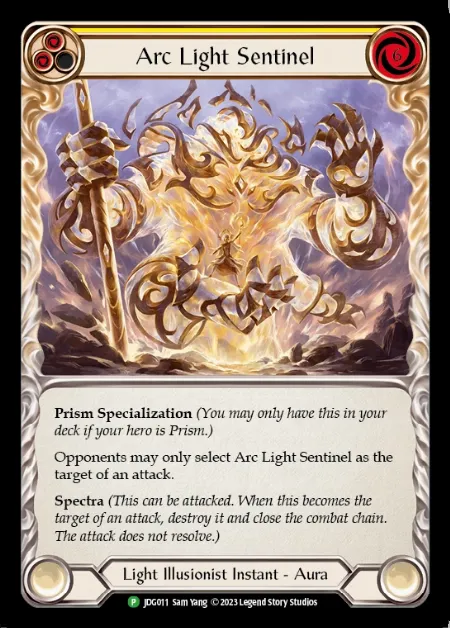 Arc Light Sentinel
6
Prism Specialization (You may only have this in your
deck if your hero is Prism.)
Opponents may only select Arc Light Sentinel as the
target of an attack.
Spectra (This can be attacked. When this becomes the
target of an attack, destroy it and close the combat chain.
The attack does not resolve.)
Light Illusionist Instant - Aura
P JDG011 Sam Yang © 2023 Legend Story Studios